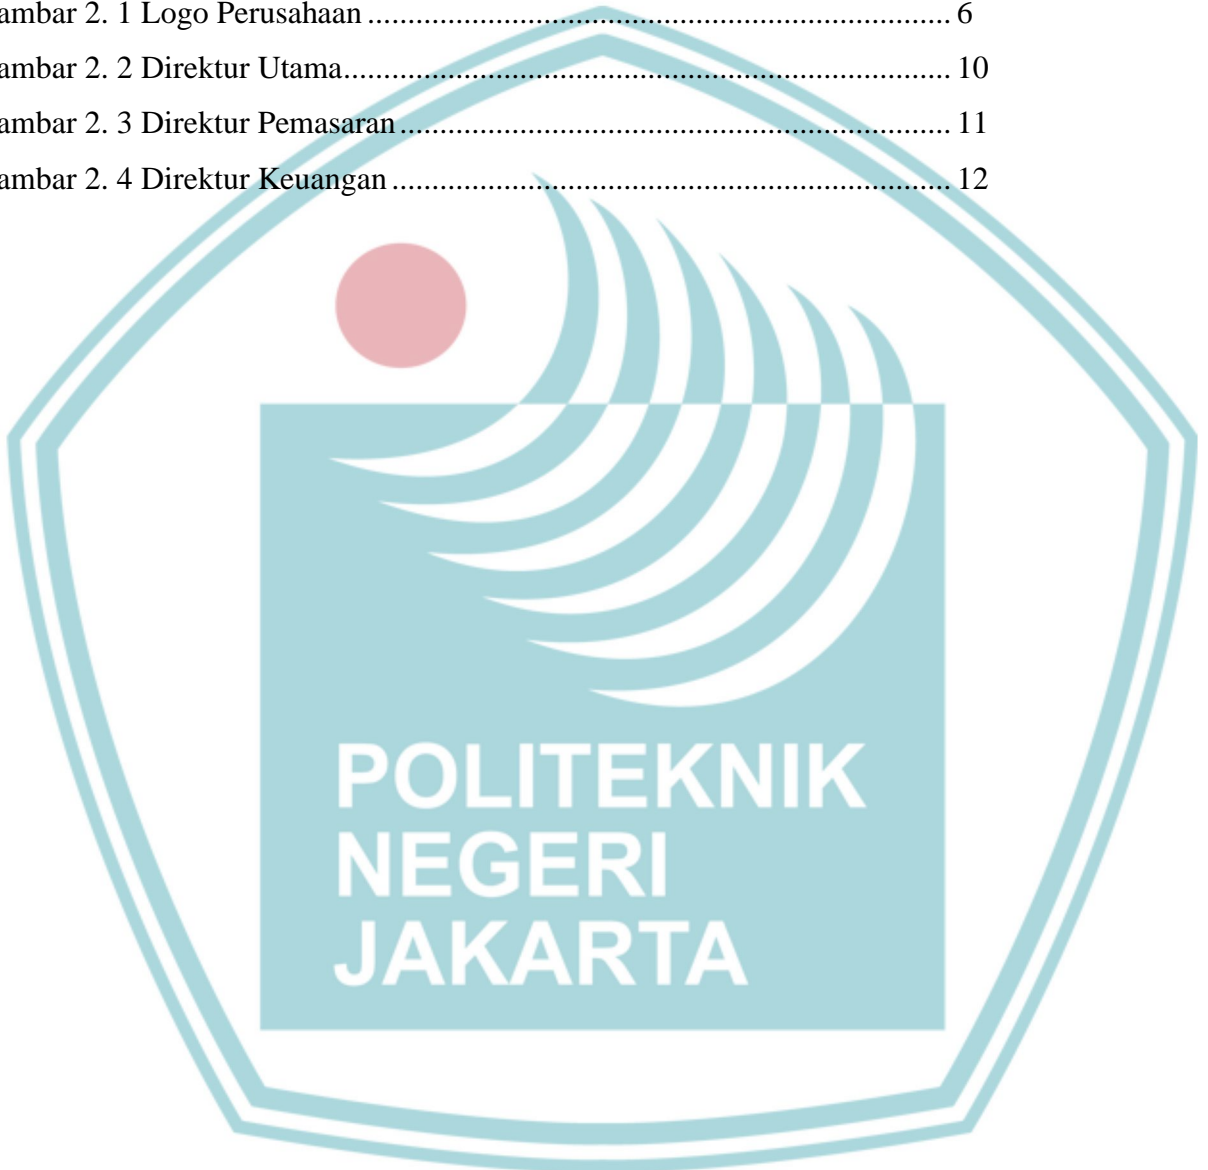 ambar 2. 1 Logo Perusahaan ........................................................................ 6
ambar 2. 2 Direktur Utama........................................................................... 10
ambar 2. 3 Direktur Pemasaran .................................................................... 11
ambar 2. 4 Direktur Keuangan ..................................................................... 12
POLITEKNIK
NEGERI
JAKARTA